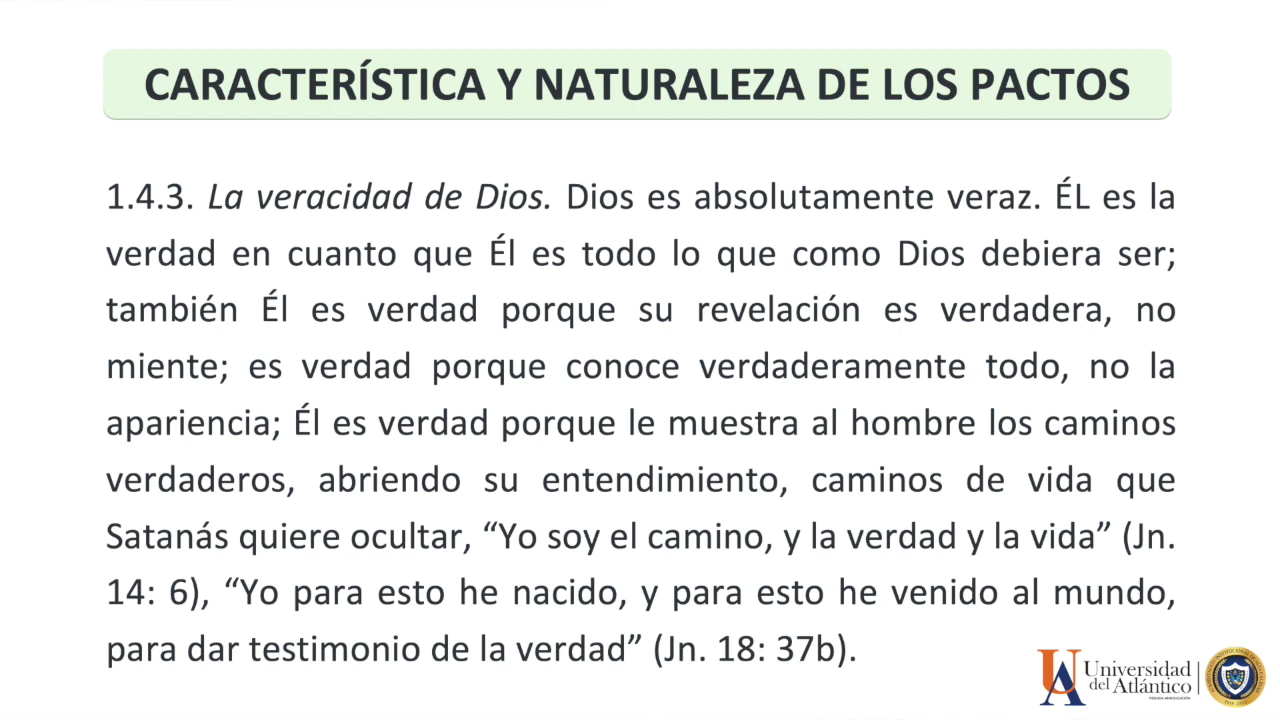 CARACTERÍSTICA Y NATURALEZA DE LOS PACTOS
1.4.3. La veracidad de Dios. Dios es absolutamente veraz. ÉL es la
verdad en cuanto que Él es todo lo que como Dios debiera ser;
también Él es verdad porque su revelación es verdadera, no
miente; es verdad porque conoce verdaderamente todo, no la
apariencia; Él es verdad porque le muestra al hombre los caminos
verdaderos, abriendo su entendimiento, caminos de vida que
Satanás quiere ocultar, “Yo soy el camino, y la verdad y la vida” (Jn.
14: 6), “Yo para esto he nacido, y para esto he venido al mundo,
para dar testimonio de la verdad” (Jn. 18: 37b).
UA
Universidad
del Atlántico